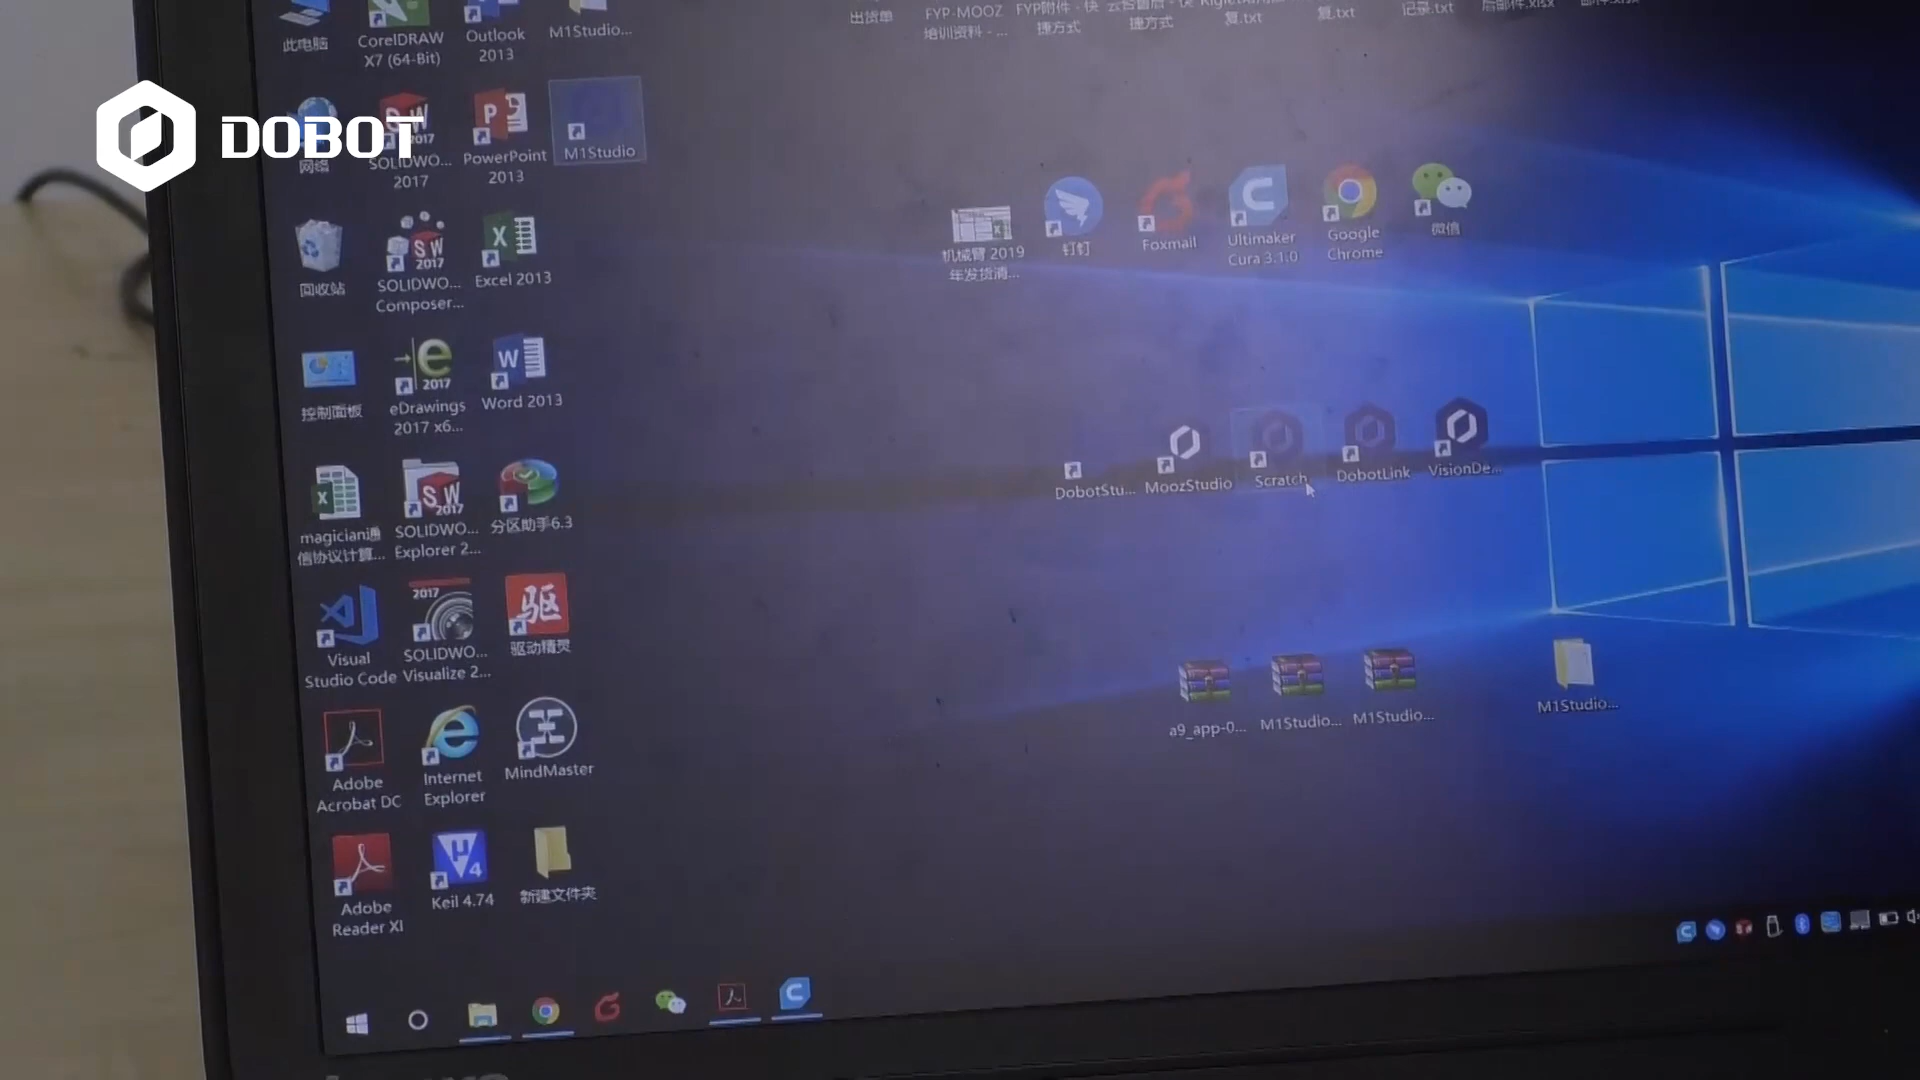 DOBOT
此电脑
CorelDRAW
X7 (64-Bit)
Outlook
2013
M1Studio...
出货单
FYP-MOOZ
培训资料 - ...
FYP附件 - 快
捷方式
捷方式
复.txt
复.txt
记录.txt
网络
SOLIDWO...
2017
PowerPoint
2013
M1Studio
回收站
SOLIDWO...
Composer...
Excel 2013
机械臂 2019
年发货清...
钉钉
Foxmail
Ultimaker
Cura 3.1.0
Google
Chrome
微信
控制面板
eDrawings
2017 x6...
Word 2013
DobotStu...
MoozStudio
Scratch
DobotLink
VisionDe...
magician通
信协议计算...
SOLIDWO...
Explorer 2...
分区助手6.3
Visual
Studio Code
SOLIDWO...
Visualize 2...
驱
驱动精灵
a9_app-0...
M1Studio...
M1Studio...
M1Studio...
Adobe
Acrobat DC
Internet
Explorer
MindMaster
Adobe
Reader XI
Keil 4.74
新建文件夹